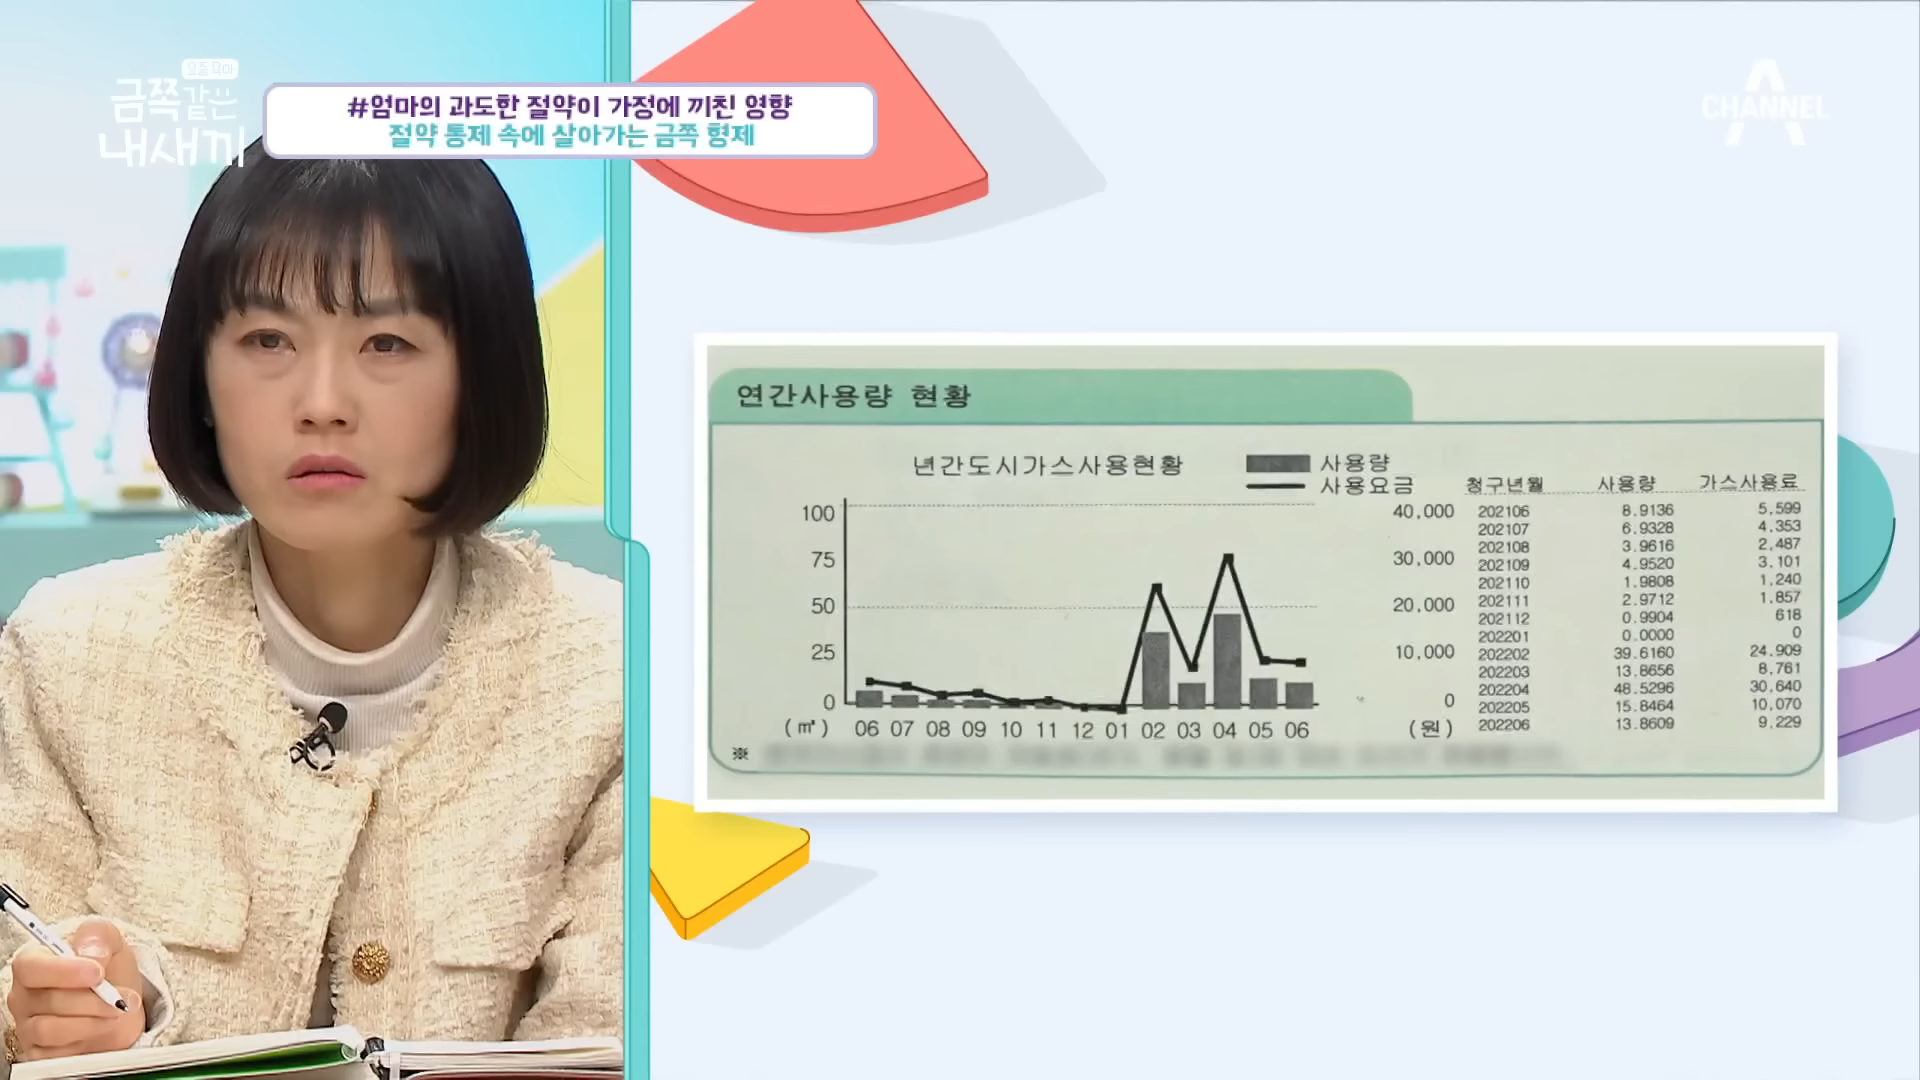 요즘육아
금쪽같은
내새끼
#엄마의 과도한 절약이 가정에 끼친 영향
절약 통제 속에 살아가는 금쪽 형제
CHANNEL A
연간사용량 현황
년간도시가스사용현황
사용량
사용요금
100
75
50
25
0
(㎥)
06 07 08 09 10 11 12 01 02 03 04 05 06
40,000
30,000
20,000
10,000
0
(원)
청구년월 사용량 가스사용료
202106 8.9136 5,599
202107 6.9328 4,353
202108 3.9616 2,487
202109 4.9520 3,101
202110 1.9808 1,240
202111 2.9712 1,857
202112 0.9904 618
202201 0.0000 0
202202 39.6160 24,909
202203 13.8656 8,761
202204 48.5296 30,640
202205 15.8464 10,070
202206 13.8609 9,229
※